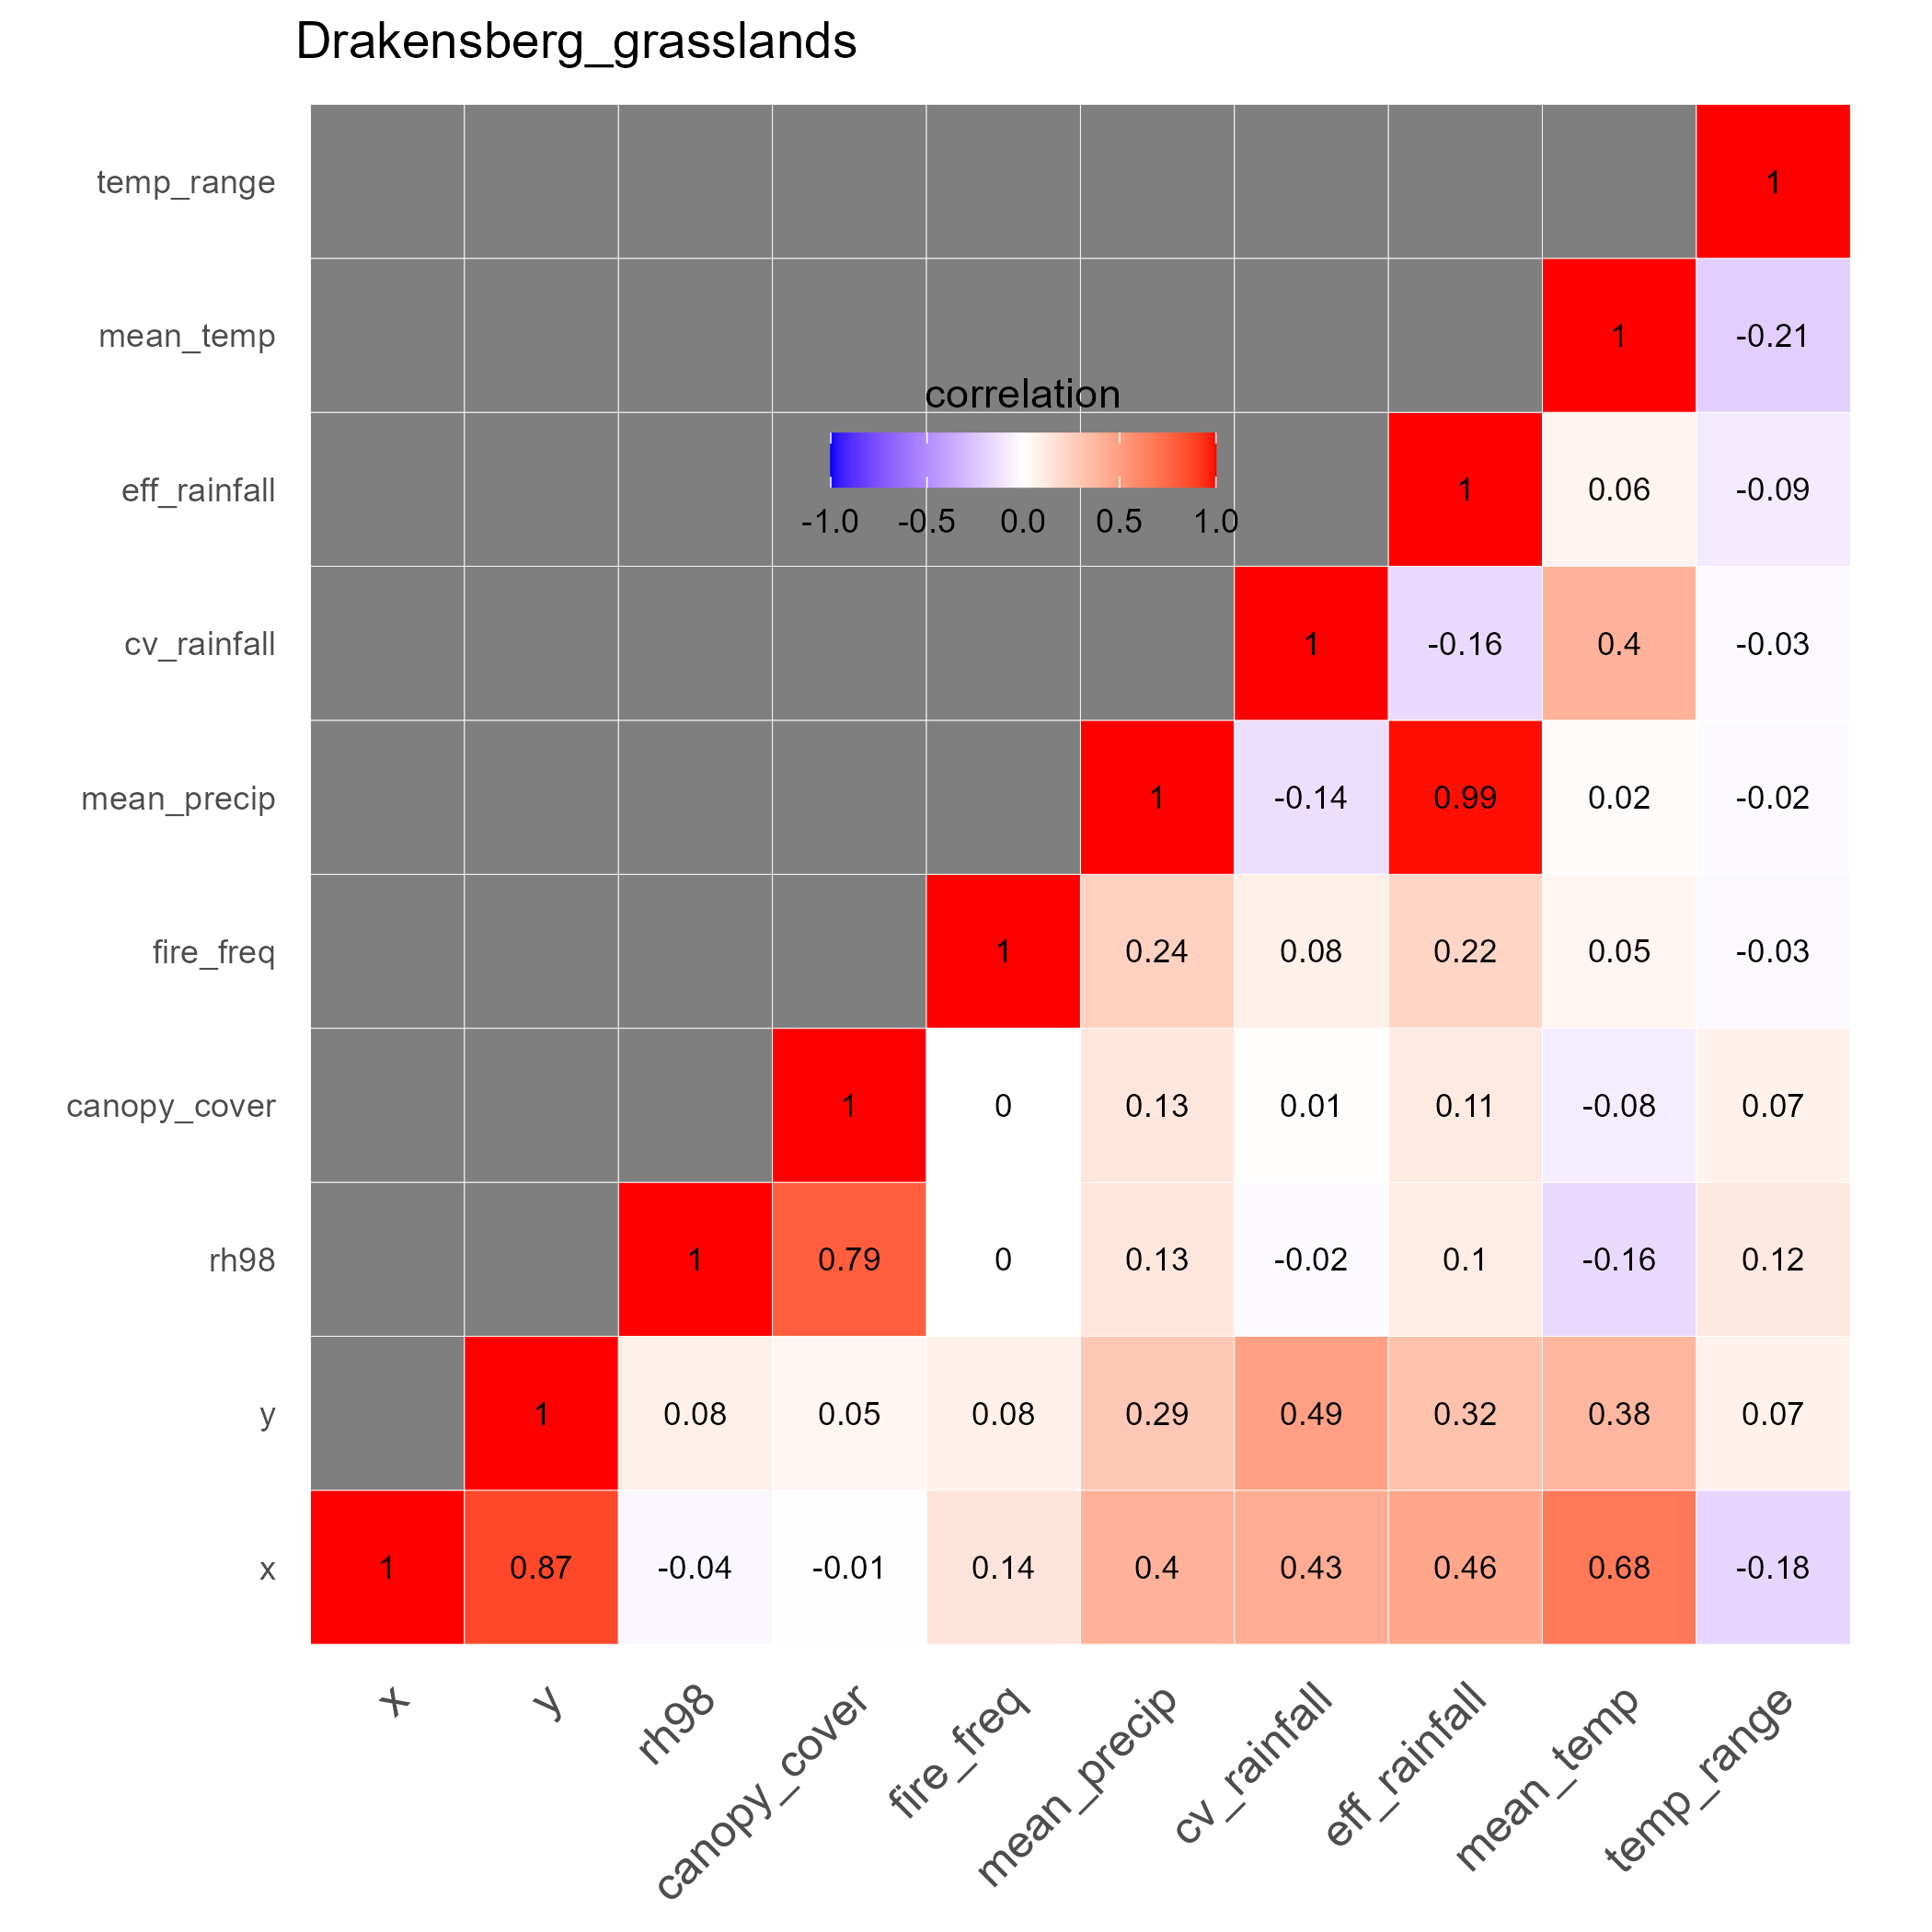 Drakensberg_grasslands
temp_range 1
mean_temp 1 -0.21
correlation
-1.0 -0.5 0.0 0.5 1.0
eff_rainfall 1 0.06 -0.09
cv_rainfall 1 -0.16 0.4 -0.03
mean_precip 1 -0.14 0.99 0.02 -0.02
fire_freq 1 0.24 0.08 0.22 0.05 -0.03
canopy_cover 1 0 0.13 0.01 0.11 -0.08 0.07
rh98 1 0.79 0 0.13 -0.02 0.1 -0.16 0.12
y 1 0.08 0.05 0.08 0.29 0.49 0.32 0.38 0.07
x 1 0.87 -0.04 -0.01 0.14 0.4 0.43 0.46 0.68 -0.18
x y rh98 canopy_cover fire_freq mean_precip cv_rainfall eff_rainfall mean_temp temp_range